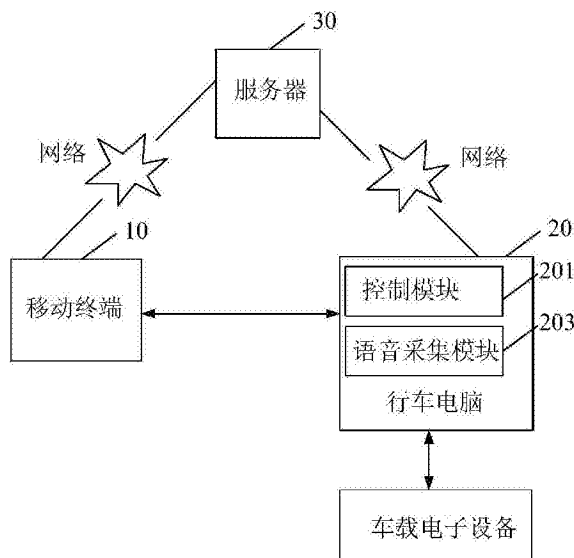 30
服务器
网络
网络
10
移动终端
20
控制模块
201
语音采集模块
203
行车电脑
车载电子设备